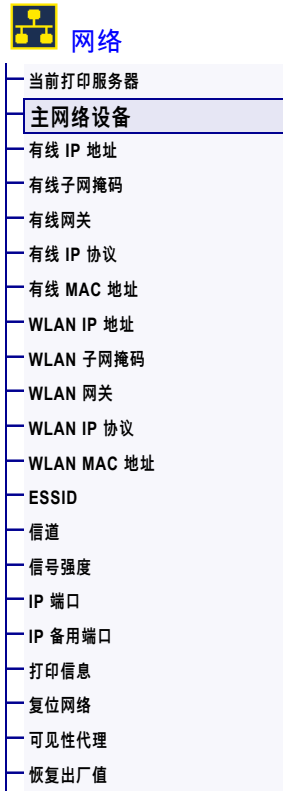 网络
当前打印服务器
主网络设备
有线 IP 地址
有线子网掩码
有线网关
有线 IP 协议
有线 MAC 地址
WLAN IP 地址
WLAN 子网掩码
WLAN 网关
WLAN IP 协议
WLAN MAC 地址
ESSID
信道
信号强度
IP 端口
IP 备用端口
打印信息
复位网络
可见性代理
恢复出厂值